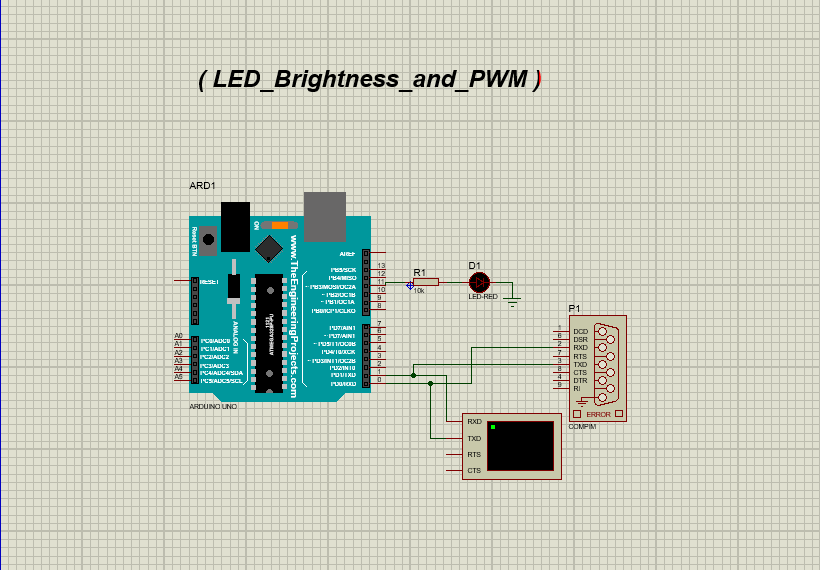 ( LED_Brightness_and_PWM )
ARD1
Reset BTN
ON
www.TheEngineeringProjects.com
AREF
RESET
13
PB5/SCK
12
PB4/MISO
11
~ PB3/MOSI/OC2A
10
~ PB2/OC1B
9
~ PB1/OC1A
8
PB0/ICP1/CLKO
7
PD7/AIN1
6
~ PD6/AIN0
5
4
PD4/T0/XCK
3
~ PD3/INT1/OC2B
2
PD2/INT0
1
PD1/TXD
0
PD0/RXD
ANALOG IN
A0
PC0/ADC0
A1
PC1/ADC1
A2
PC2/ADC2
A3
PC3/ADC3
A4
PC4/ADC4/SDA
A5
PC5/ADC5/SCL
ARDUINO UNO
R1
10k
D1
LED-RED
P1
1
DCD
6
DSR
2
RXD
7
RTS
3
TXD
8
CTS
4
DTR
9
RI
ERROR
COMPIM
RXD
TXD
RTS
CTS